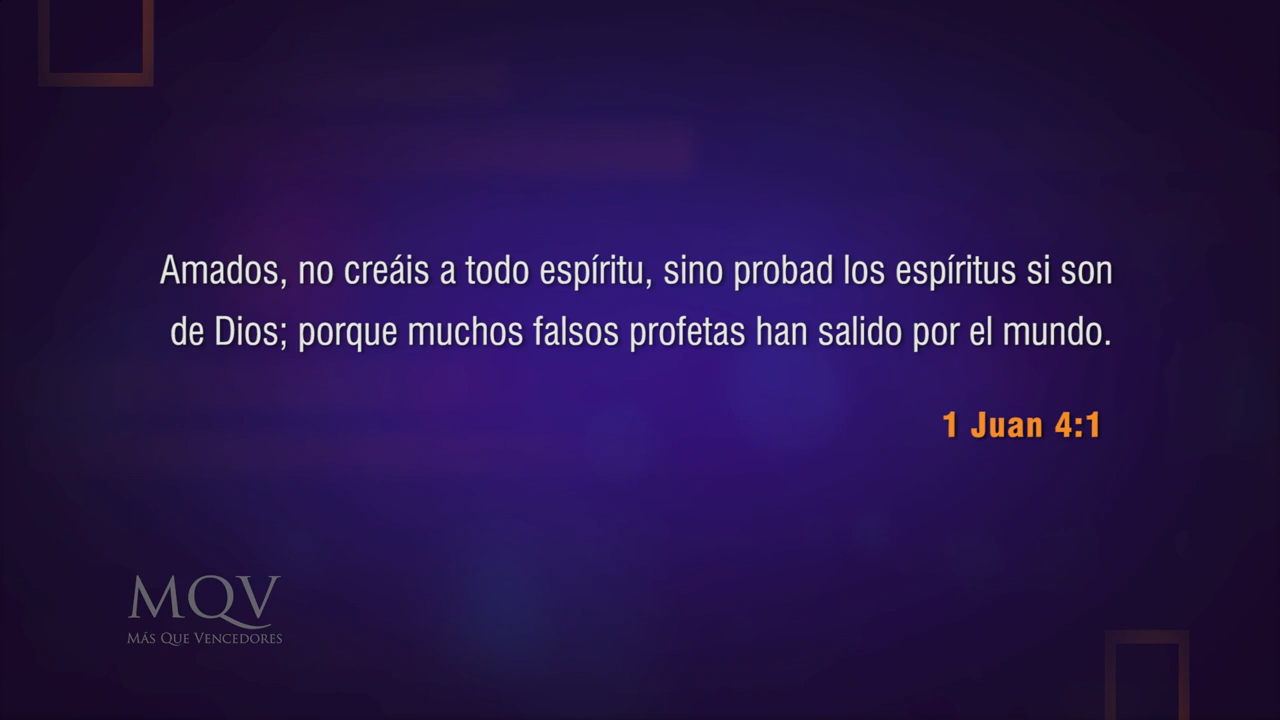 Amados, no creáis a todo espíritu, sino probad los espíritus si son
de Dios; porque muchos falsos profetas han salido por el mundo.
1 Juan 4:1
MQV
MÁS QUE VENCEDORES